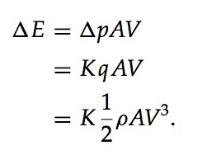 ΔE = ΔpAV
= KqAV
= K 1/2 ρAV³.